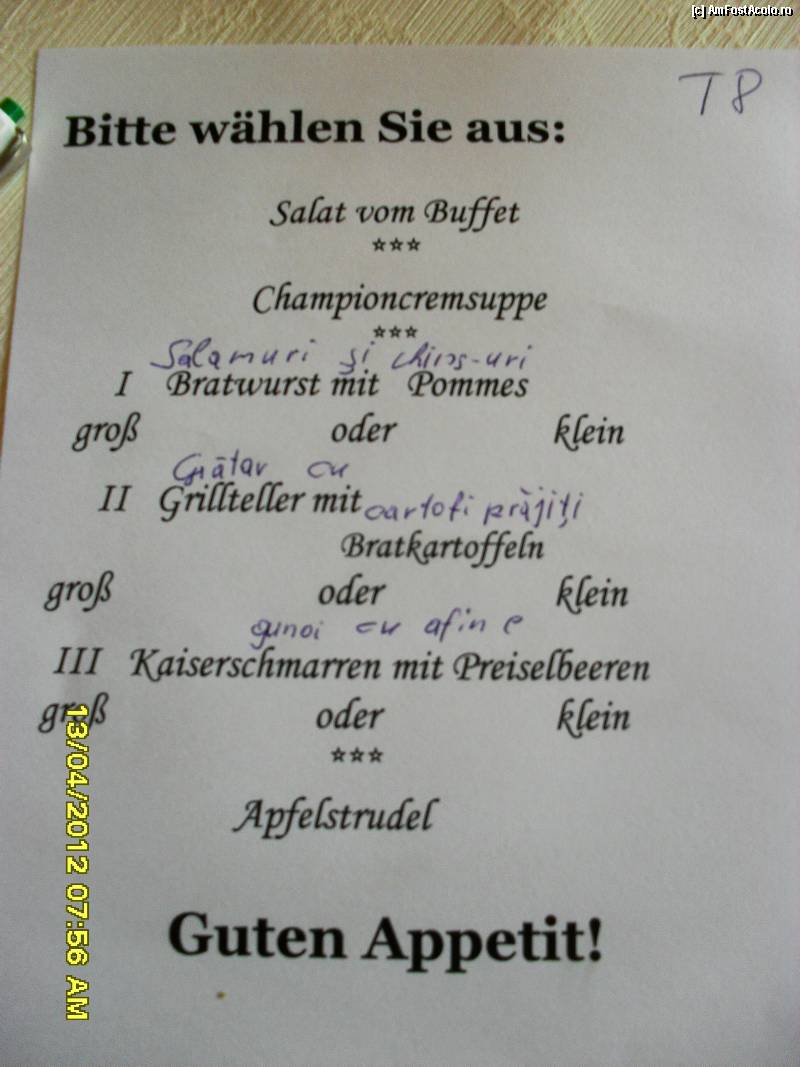 [c] AmFostAcolo.ro
T8
Bitte wählen Sie aus:
Salat vom Buffet
***
Championcremsuppe
***
Salamuri și chips-uri
I Bratwurst mit Pommes
groß oder klein
Grătar cu
II Grillteller mit cartofi prăjiți
Bratkartoffeln
groß oder klein
gunoi cu afine
III Kaiserschmarren mit Preiselbeeren
groß oder klein
***
Apfelstrudel
Guten Appetit!
13/04/2012 07:56 AM